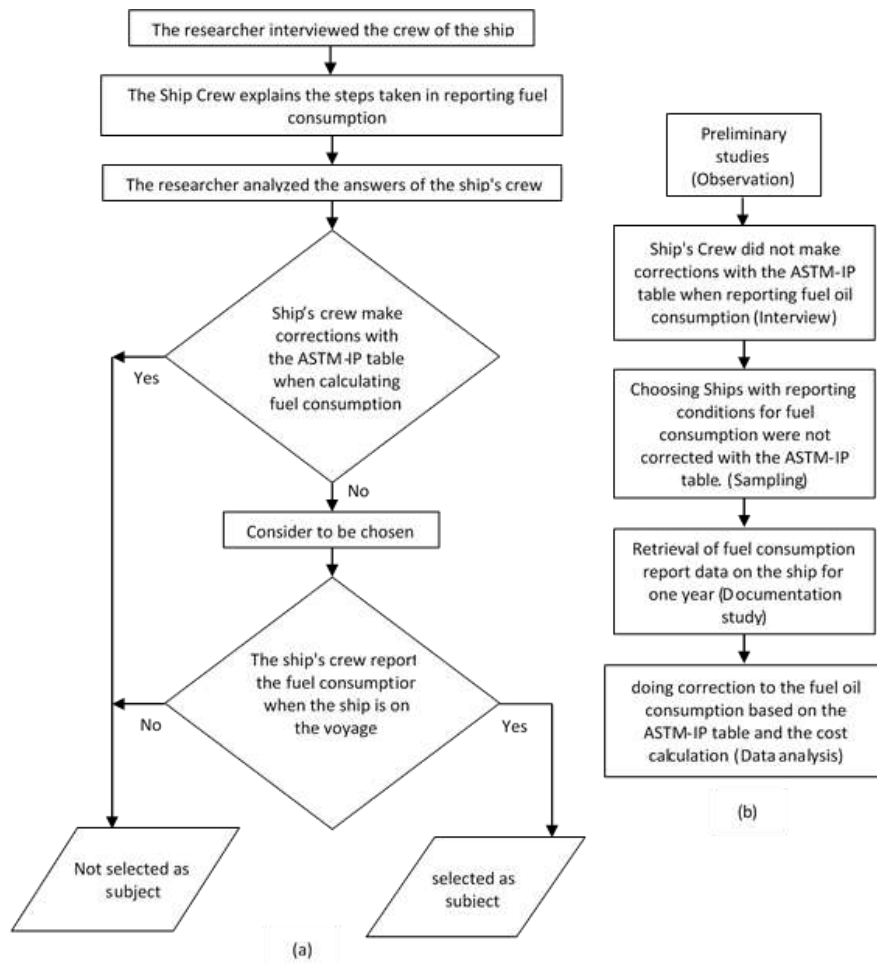 The researcher interviewed the crew of the ship
The Ship Crew explains the steps taken in reporting fuel
consumption
The researcher analyzed the answers of the ship's crew
Ship's crew make
corrections with
the ASTM-IP table
when calculating
fuel consumption
Yes
No
Consider to be chosen
The ship's crew report
the fuel consumption
when the ship is on
the voyage
No
Yes
Not selected as
subject
selected as
subject
(a)
Preliminary
studies
(Observation)
Ship's Crew did not make
corrections with the ASTM-IP
table when reporting fuel oil
consumption (Interview)
Choosing Ships with reporting
conditions for fuel
consumption were not
corrected with the ASTM-IP
table. (Sampling)
Retrieval of fuel consumption
report data on the ship for
one year (Documentation
study)
doing correction to the fuel oil
consumption based on the
ASTM-IP table and the cost
calculation (Data analysis)
(b)